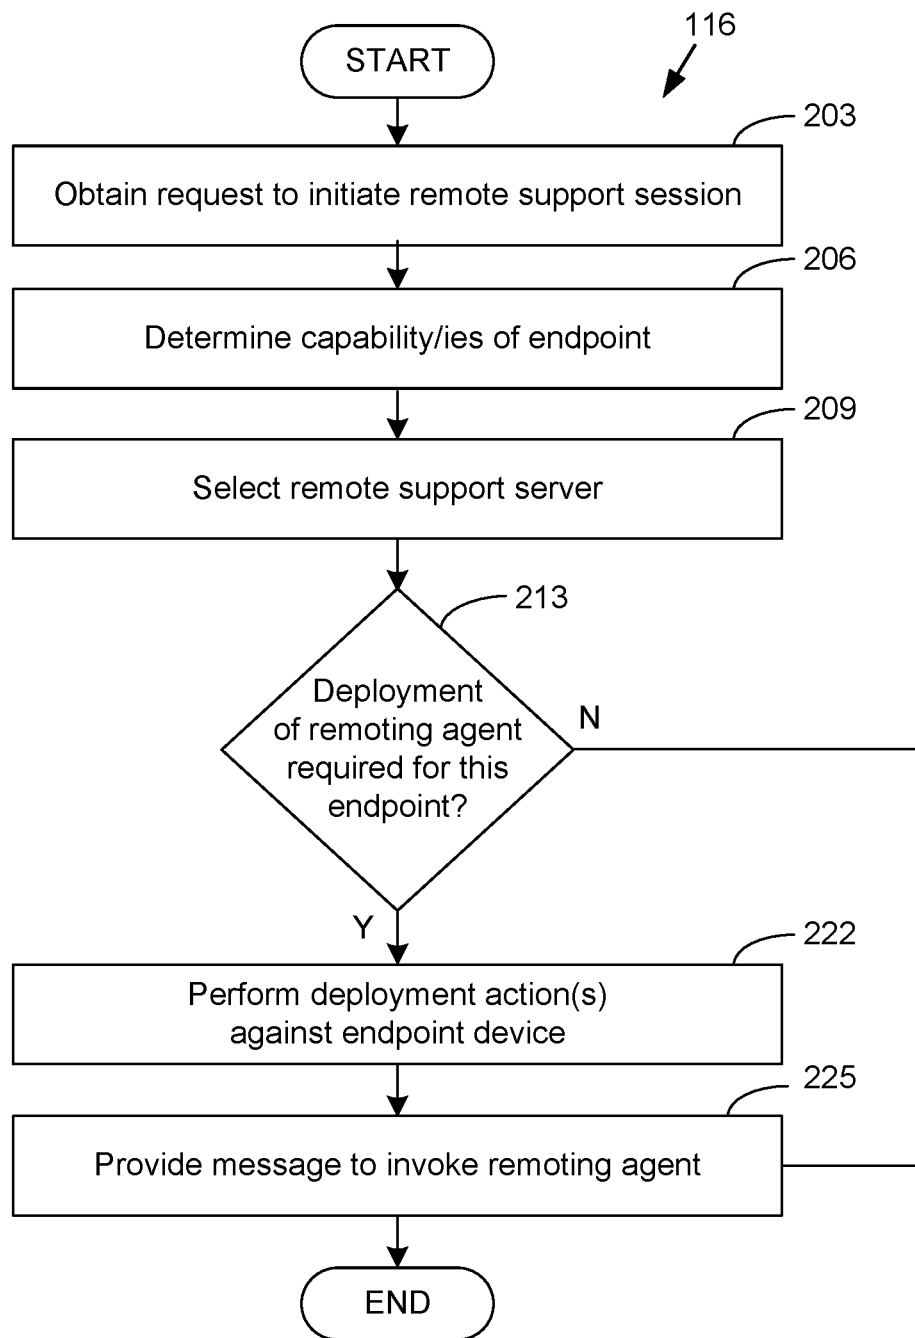 116
START
203
Obtain request to initiate remote support session
206
Determine capability/ies of endpoint
209
Select remote support server
213
Deployment
of remoting agent
required for this
endpoint?
N
Y
222
Perform deployment action(s)
against endpoint device
225
Provide message to invoke remoting agent
END